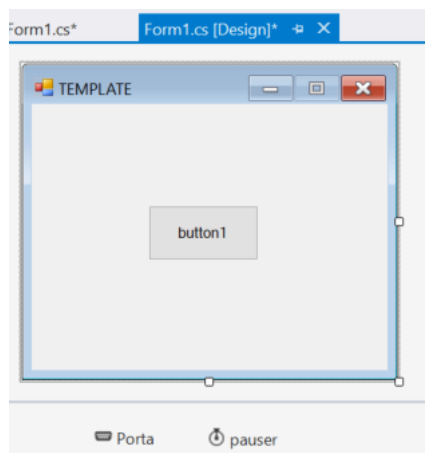 Form1.cs*
Form1.cs [Design]*
TEMPLATE
button1
Porta
pauser